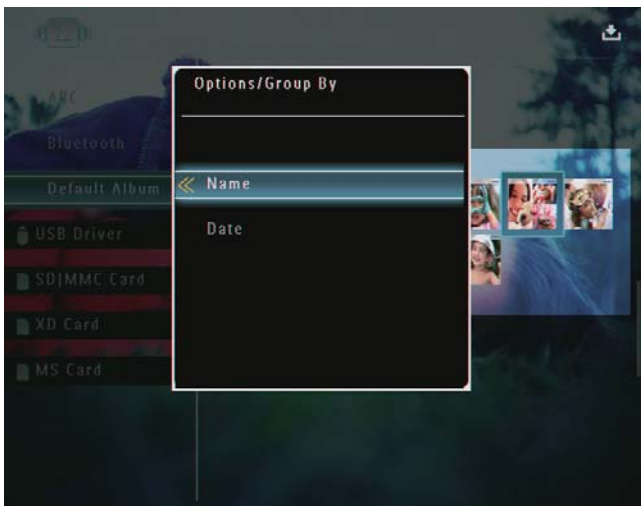 ABC
Bluetooth
Default Album
USB Driver
SD|MMC Card
XD Card
MS Card
Options/Group By
Name
Date